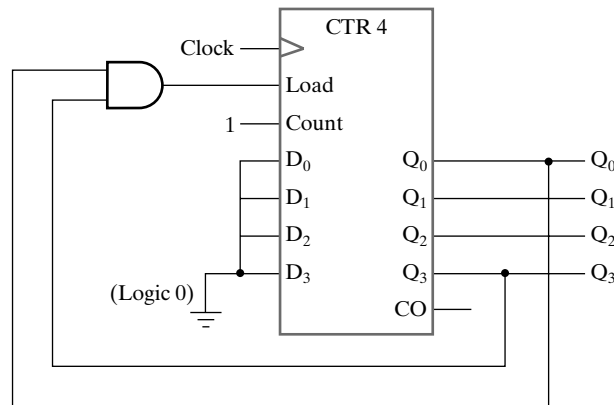 CTR 4
Clock
Load
1 Count
D₀ Q₀ Q₀
D₁ Q₁ Q₁
D₂ Q₂ Q₂
D₃ Q₃ Q₃
(Logic 0)
CO